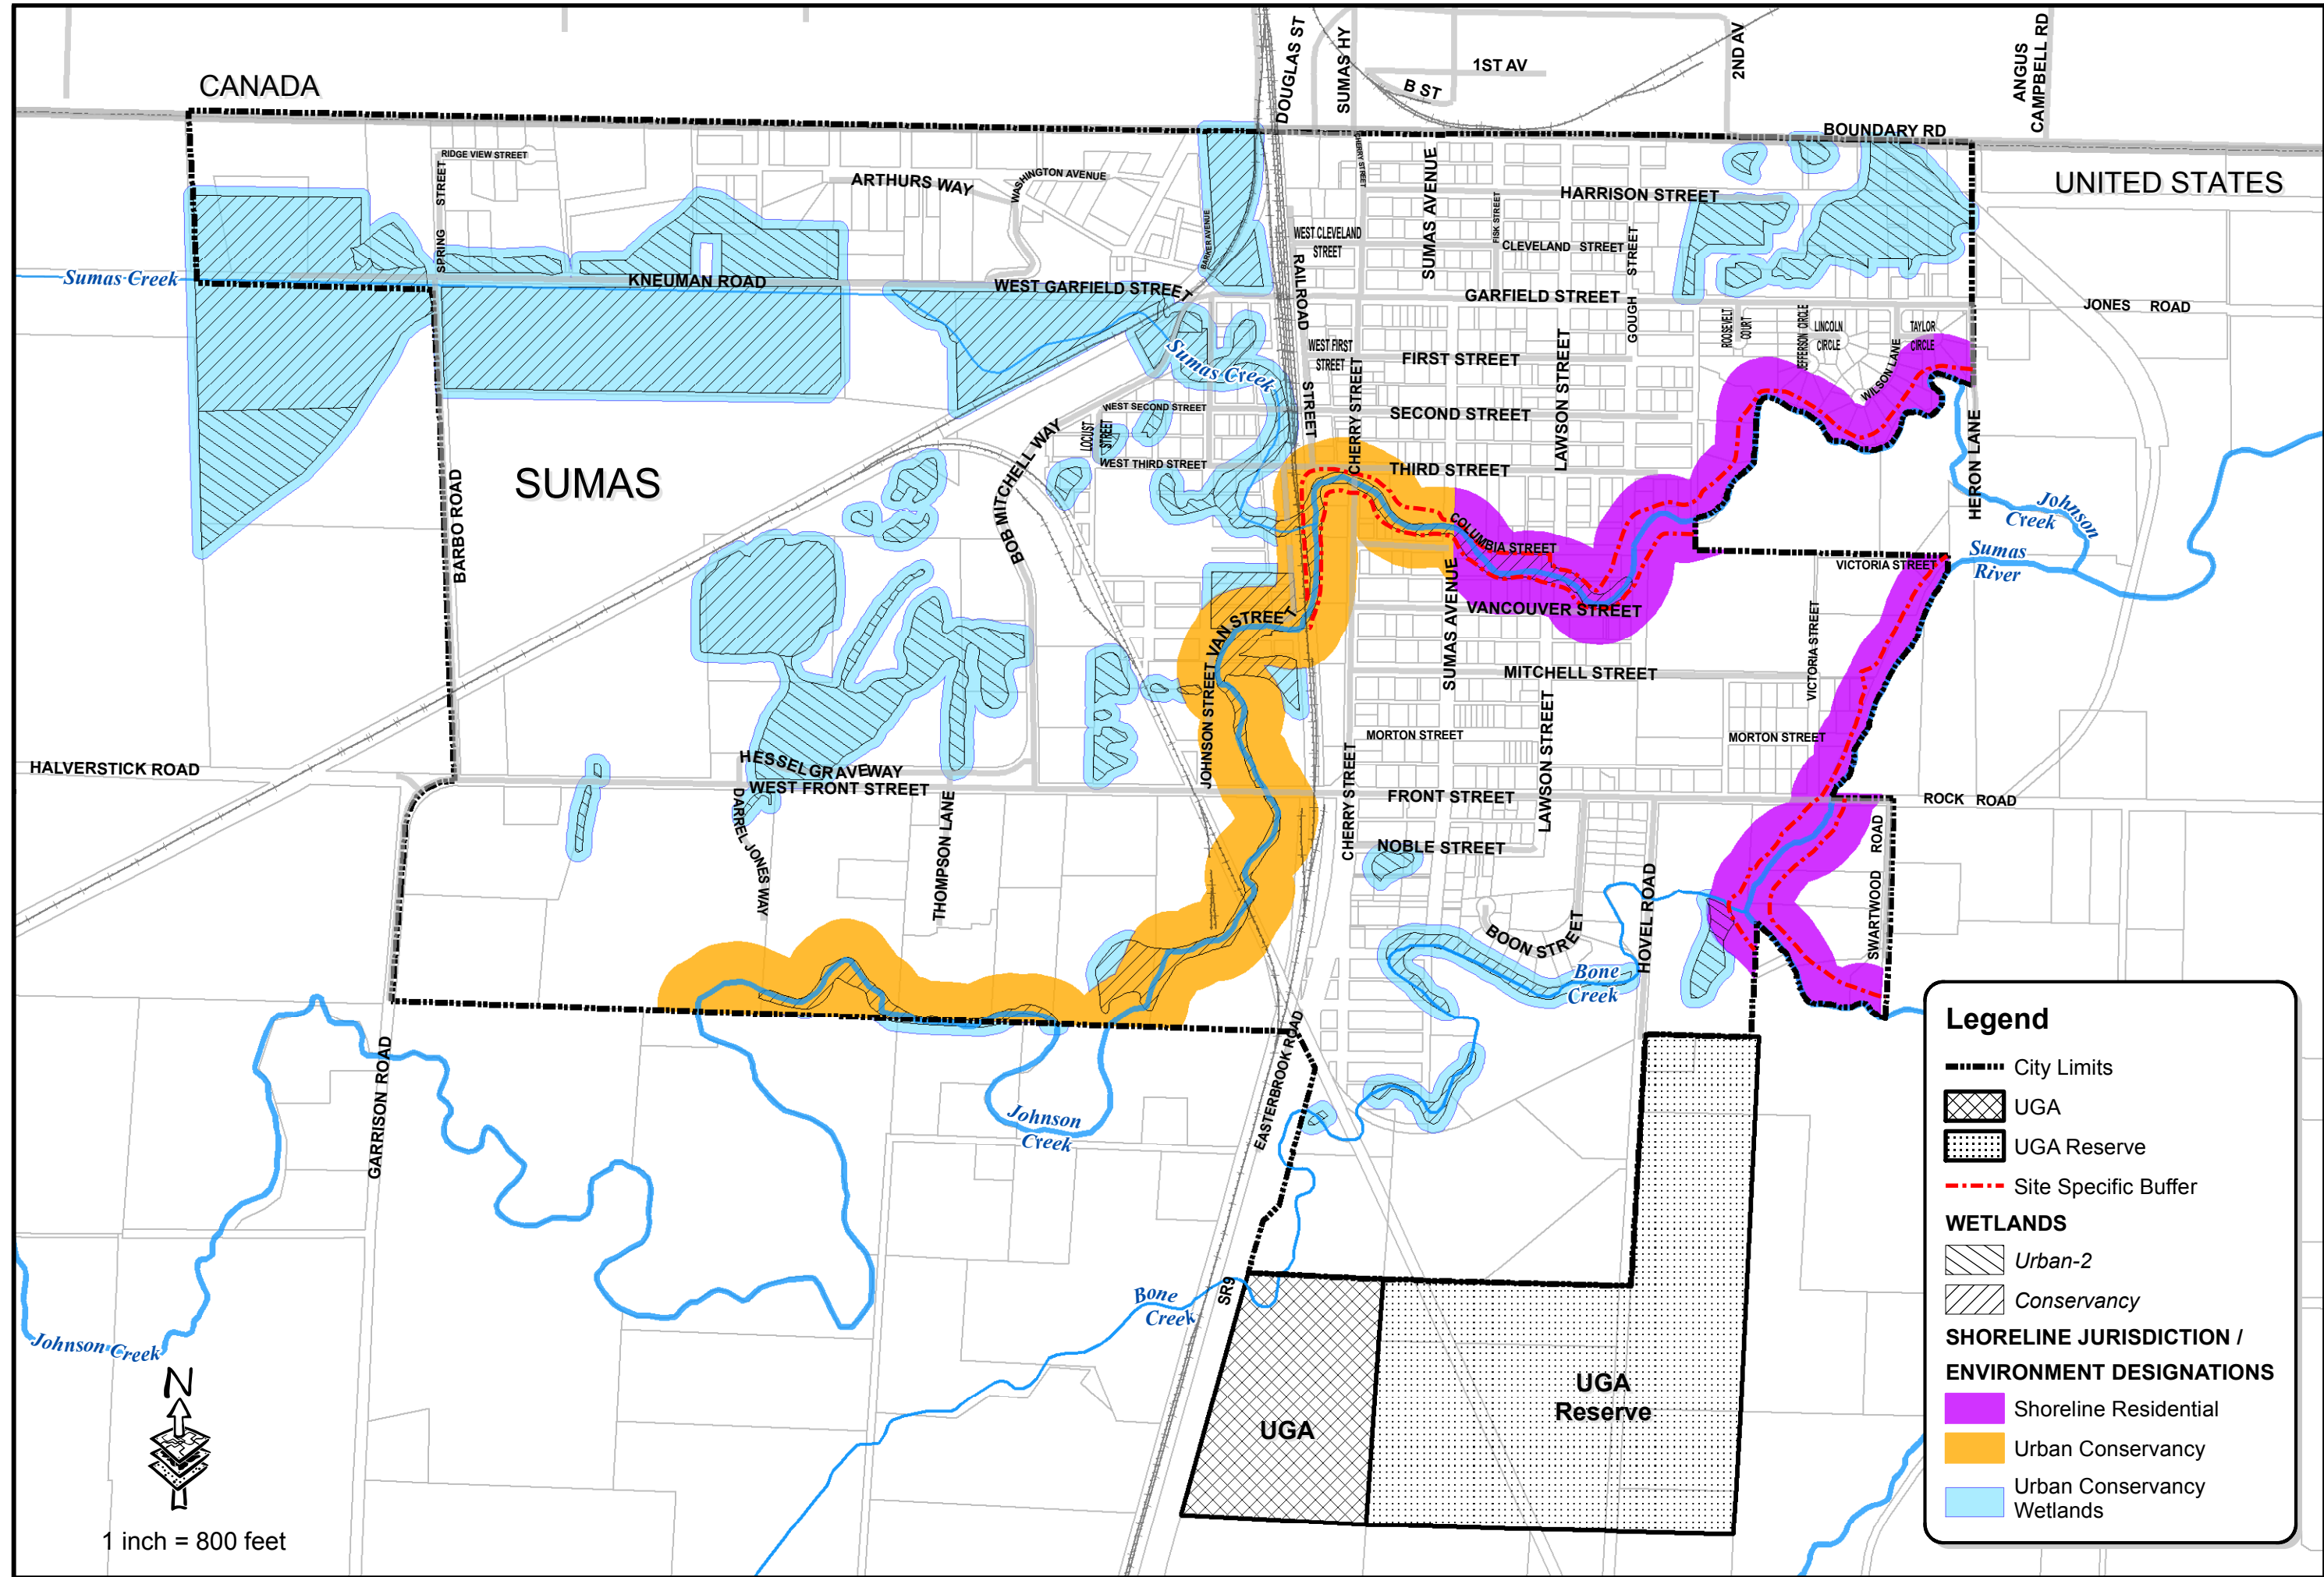 DOUGLAS ST
SUMAS HY
1ST AV
B ST
2ND AV
ANGUS
CAMPBELL RD
CANADA
BOUNDARY RD
UNITED STATES
RIDGE VIEW STREET
SPRING STREET
ARTHURS WAY
WASHINGTON AVENUE
BARKER AVENUE
CHERRY STREET
SUMAS AVENUE
FISK STREET
HARRISON STREET
WEST CLEVELAND
STREET
CLEVELAND STREET
GOUGH STREET
Sumas Creek
KNEUMAN ROAD
WEST GARFIELD STREET
RAILROAD STREET
GARFIELD STREET
JONES ROAD
ROOSEVELT
COURT
JEFFERSON CIRCLE
LINCOLN
CIRCLE
TAYLOR
CIRCLE
WILSON LANE
Sumas Creek
WEST FIRST
STREET
FIRST STREET
LAWSON STREET
CHERRY STREET
WEST SECOND STREET
SECOND STREET
LOCUST
STREET
BOB MITCHELL WAY
WEST THIRD STREET
THIRD STREET
SUMAS
BARBO ROAD
HERON LANE
Johnson
Creek
COLUMBIA STREET
Sumas
River
VICTORIA STREET
VAN STREET
SUMAS AVENUE
VANCOUVER STREET
VICTORIA STREET
JOHNSON STREET
MITCHELL STREET
MORTON STREET
MORTON STREET
LAWSON STREET
HALVERSTICK ROAD
HESSELGRAVE WAY
WEST FRONT STREET
CHERRY STREET
FRONT STREET
ROCK ROAD
DARREL JONES WAY
THOMPSON LANE
NOBLE STREET
SWARTWOOD ROAD
HOVEL ROAD
BOON STREET
Bone
Creek
GARRISON ROAD
EASTERBROOK ROAD
Johnson
Creek
SR9
Bone
Creek
Johnson Creek
UGA
UGA
Reserve
N
1 inch = 800 feet
Legend
City Limits
UGA
UGA Reserve
Site Specific Buffer
WETLANDS
Urban-2
Conservancy
SHORELINE JURISDICTION /
ENVIRONMENT DESIGNATIONS
Shoreline Residential
Urban Conservancy
Urban Conservancy
Wetlands